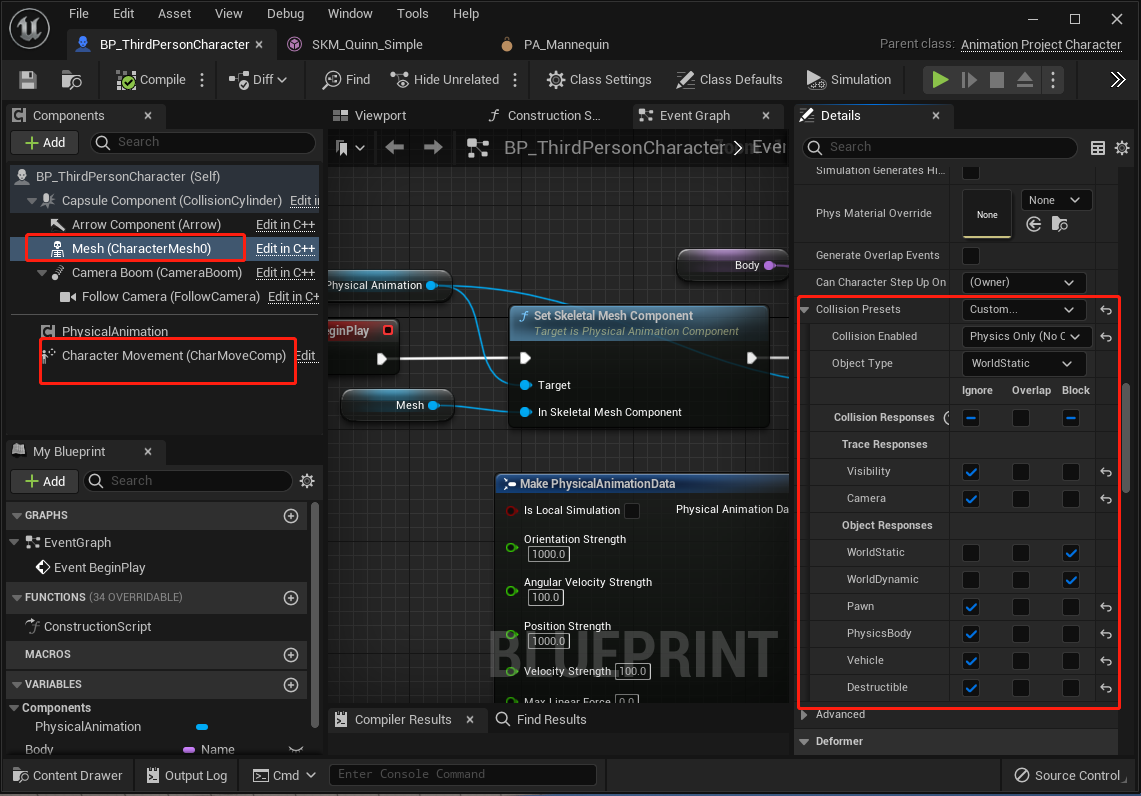 File Edit Asset View Debug Window Tools Help
BP_ThirdPersonCharacter
SKM_Quinn_Simple
PA_Mannequin
Parent class: Animation Project Character
Compile
Diff
Find
Hide Unrelated
Class Settings
Class Defaults
Simulation
Components
Add
Search
BP_ThirdPersonCharacter (Self)
Capsule Component (CollisionCylinder) Edit i
Arrow Component (Arrow) Edit in C++
Mesh (CharacterMesh0) Edit in C++
Camera Boom (CameraBoom) Edit in C++
Follow Camera (FollowCamera) Edit in C+
PhysicalAnimation
Character Movement (CharMoveComp) Edit
My Blueprint
Add
Search
GRAPHS
EventGraph
Event BeginPlay
FUNCTIONS (34 OVERRIDABLE)
ConstructionScript
MACROS
VARIABLES
Components
PhysicalAnimation
Body Name
Viewport
Construction S...
Event Graph
BP_ThirdPersonCharacter
Body
Physical Animation
eginPlay
Set Skeletal Mesh Component
Target is Physical Animation Component
Target
Mesh
In Skeletal Mesh Component
Make PhysicalAnimationData
Is Local Simulation
Physical Animation Da
Orientation Strength
1000.0
Angular Velocity Strength
100.0
Position Strength
1000.0
Velocity Strength 100.0
Max Linear Force 0.0
BLUEPRINT
Compiler Results
Find Results
Details
Search
Simulation Generates Hi...
Phys Material Override
None
None
Generate Overlap Events
Can Character Step Up On (Owner)
Collision Presets Custom...
Collision Enabled Physics Only (No C
Object Type WorldStatic
Ignore Overlap Block
Collision Responses
Trace Responses
Visibility
Camera
Object Responses
WorldStatic
WorldDynamic
Pawn
PhysicsBody
Vehicle
Destructible
Advanced
Deformer
Content Drawer
Output Log
Cmd
Enter Console Command
Source Control